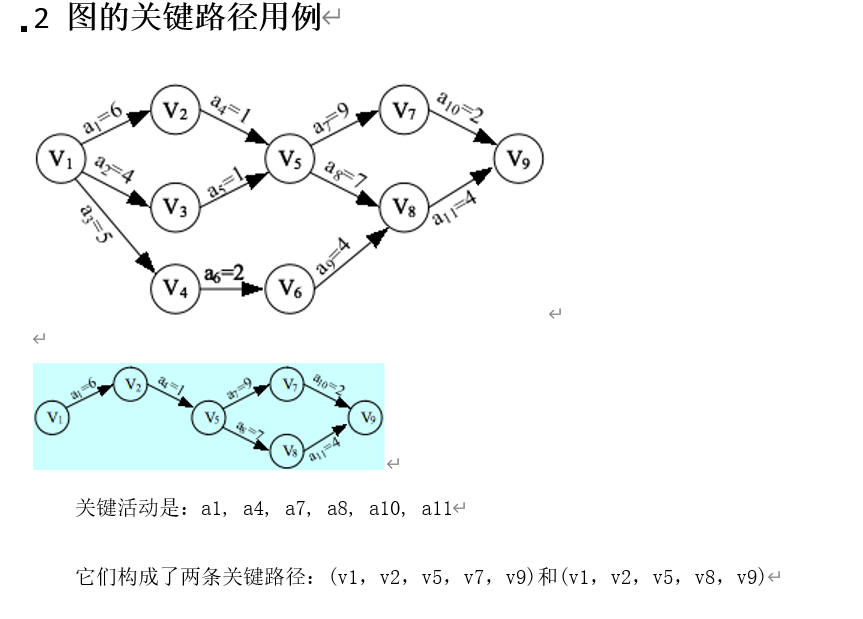 .2 图的关键路径用例↵
V2 V7
a1=6 a4=1 a7=9 a10=2
V1 V5 V9
a2=4 a5=1 a8=7 a11=4
V3 V8
a3=5 a6=2 a9=4
V4 V6
↵
↵
V2 V7
a1=6 a4=1 a7=9 a10=2
V1 V5 V9
a8=7 a11=4
V8
↵
关键活动是: a1, a4, a7, a8, a10, a11↵
它们构成了两条关键路径: (v1, v2, v5, v7, v9)和(v1, v2, v5, v8, v9)↵